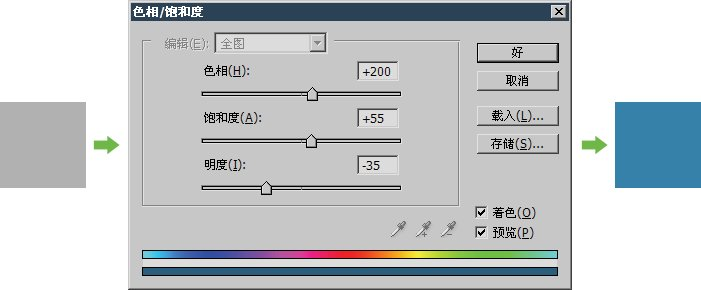 色相/饱和度
编辑(E): 全图
色相(H): +200
饱和度(A): +55
明度(I): -35
好
取消
载入(L)...
存储(S)...
着色(O)
预览(P)